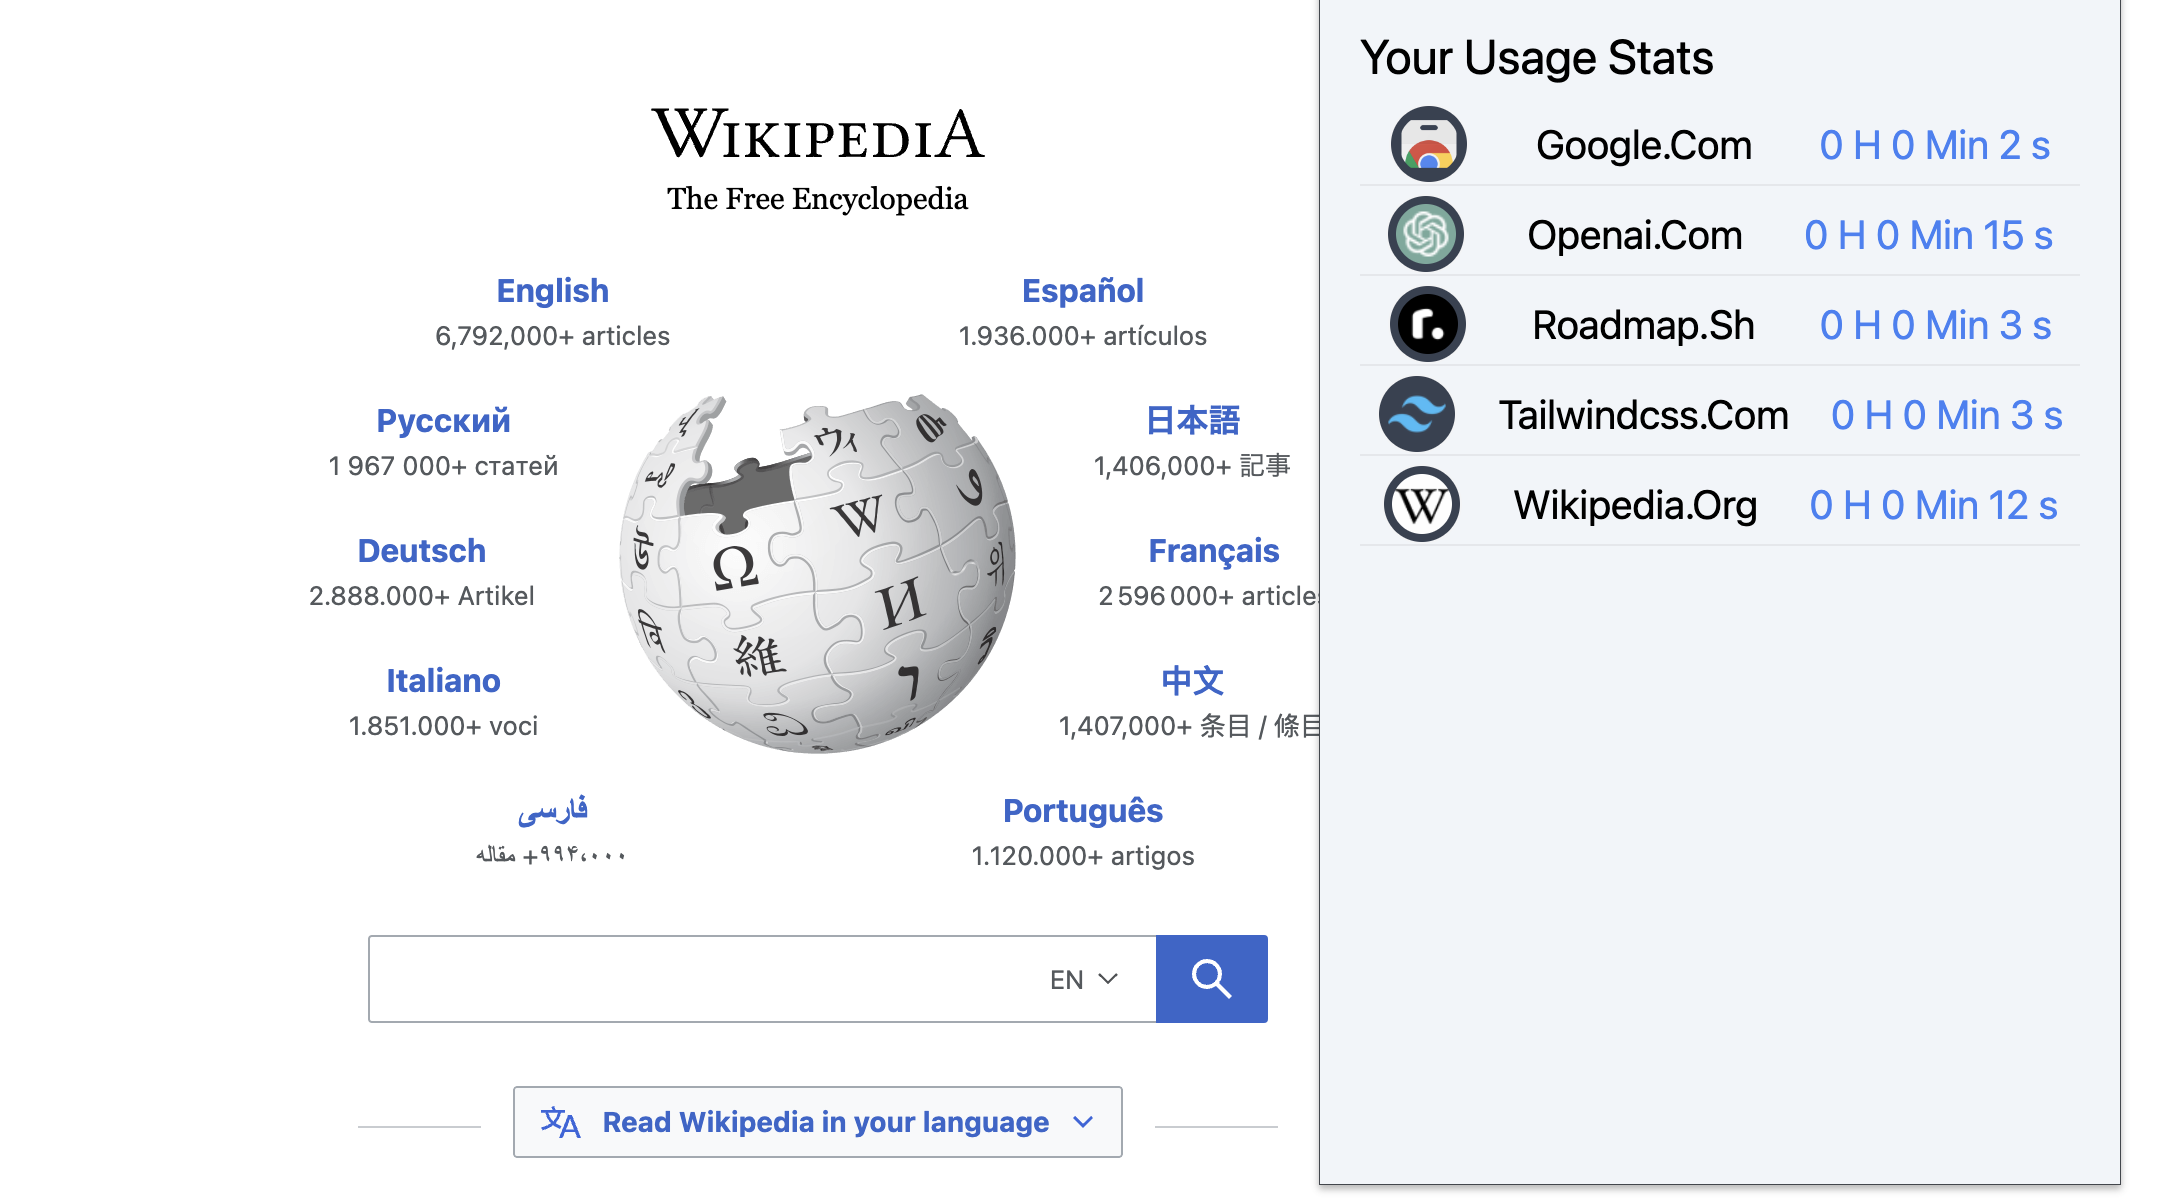 WIKIPEDIA
The Free Encyclopedia
English
6,792,000+ articles
Español
1.936.000+ artículos
Русский
1 967 000+ статей
日本語
1,406,000+ 記事
Deutsch
2.888.000+ Artikel
Français
2 596 000+ article
Italiano
1.851.000+ voci
中文
1,407,000+ 条目 / 條目
فارسی
۹۹۴٬۰۰۰+ مقاله
Português
1.120.000+ artigos
Ω
W
И
維
ウィ
و
위
EN
Read Wikipedia in your language
Your Usage Stats
Google.Com 0 H 0 Min 2 s
Openai.Com 0 H 0 Min 15 s
r. Roadmap.Sh 0 H 0 Min 3 s
Tailwindcss.Com 0 H 0 Min 3 s
W Wikipedia.Org 0 H 0 Min 12 s